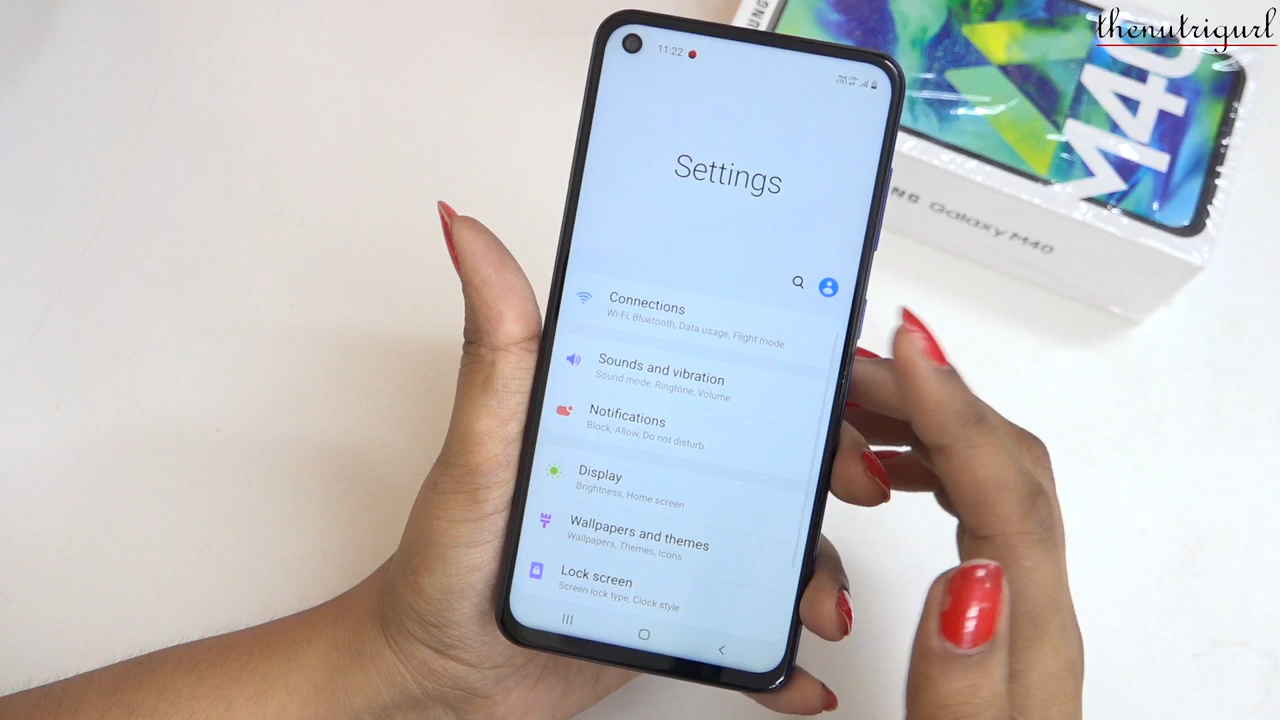 thenutrigurl
11:22
Settings
Connections
Wi-Fi, Bluetooth, Data usage, Flight mode
Sounds and vibration
Sound mode, Ringtone, Volume
Notifications
Block, Allow, Do not disturb
Display
Brightness, Home screen
Wallpapers and themes
Wallpapers, Themes, Icons
Lock screen
Screen lock type, Clock style
M40
Galaxy M40